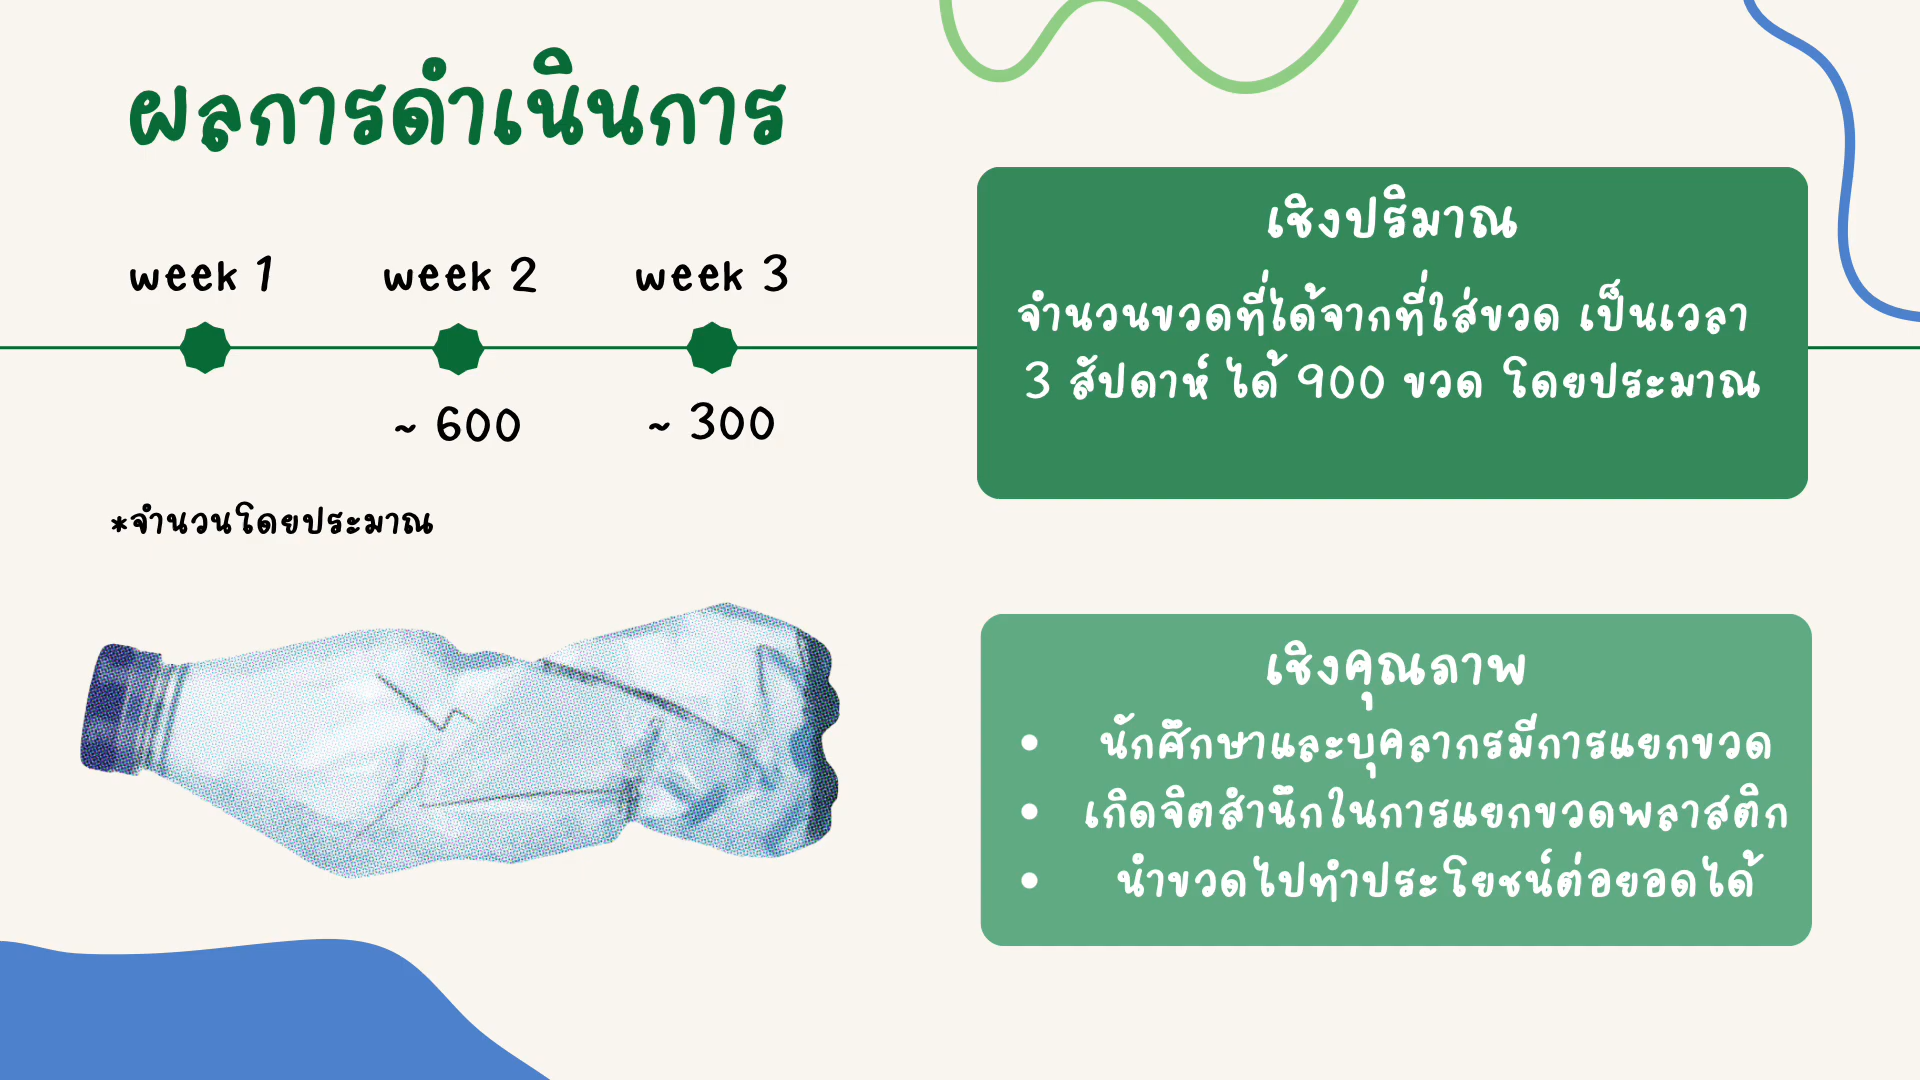 ผลการดำเนินการ
week 1
week 2
week 3
~ 600
~ 300
*จำนวนโดยประมาณ
เชิงปริมาณ
จำนวนขวดที่ได้จากที่ใส่ขวด เป็นเวลา
3 สัปดาห์ ได้ 900 ขวด โดยประมาณ
เชิงคุณภาพ
• นักศึกษาและบุคลากรมีการแยกขวด
• เกิดจิตสำนึกในการแยกขวดพลาสติก
• นำขวดไปทำประโยชน์ต่อยอดได้